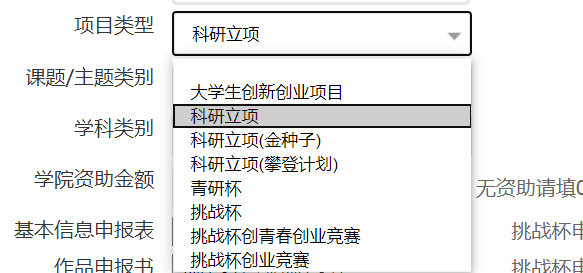 项目类型
科研立项
课题/主题类别
大学生创新创业项目
科研立项
学科类别
科研立项(金种子)
科研立项(攀登计划)
学院资助金额
青研杯
无资助请填0
挑战杯
基本信息申报表
挑战杯创青春创业竞赛
挑战杯申
作品申报书
挑战杯创业竞赛